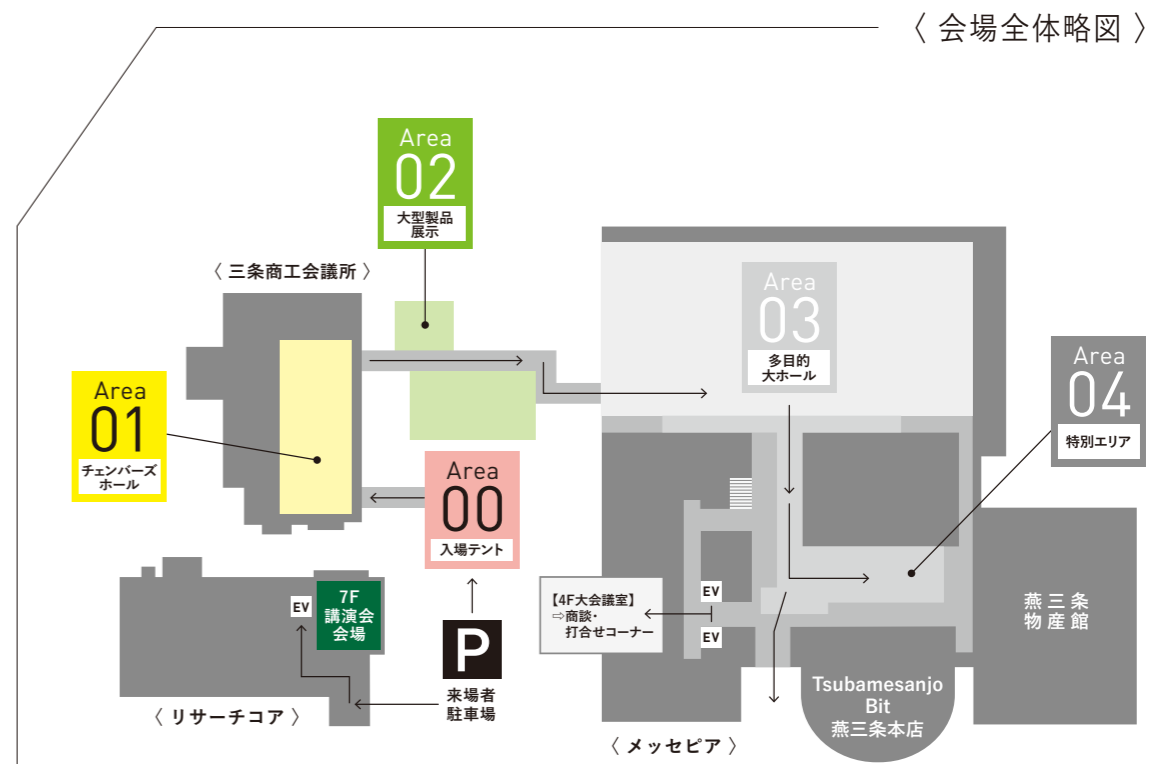 〈 会場全体略図 〉
Area
02
大型製品
展示
〈 三条商工会議所 〉
Area
03
多目的
大ホール
Area
04
特別エリア
Area
01
チェンバーズ
ホール
Area
00
入場テント
7F
講演会
会場
EV
P
来場者
駐車場
〈 リサーチコア 〉
【4F大会議室】
⇨商談・
打合せコーナー
EV
EV
燕三条
物産館
Tsubamesanjo
Bit
燕三条本店
〈 メッセピア 〉